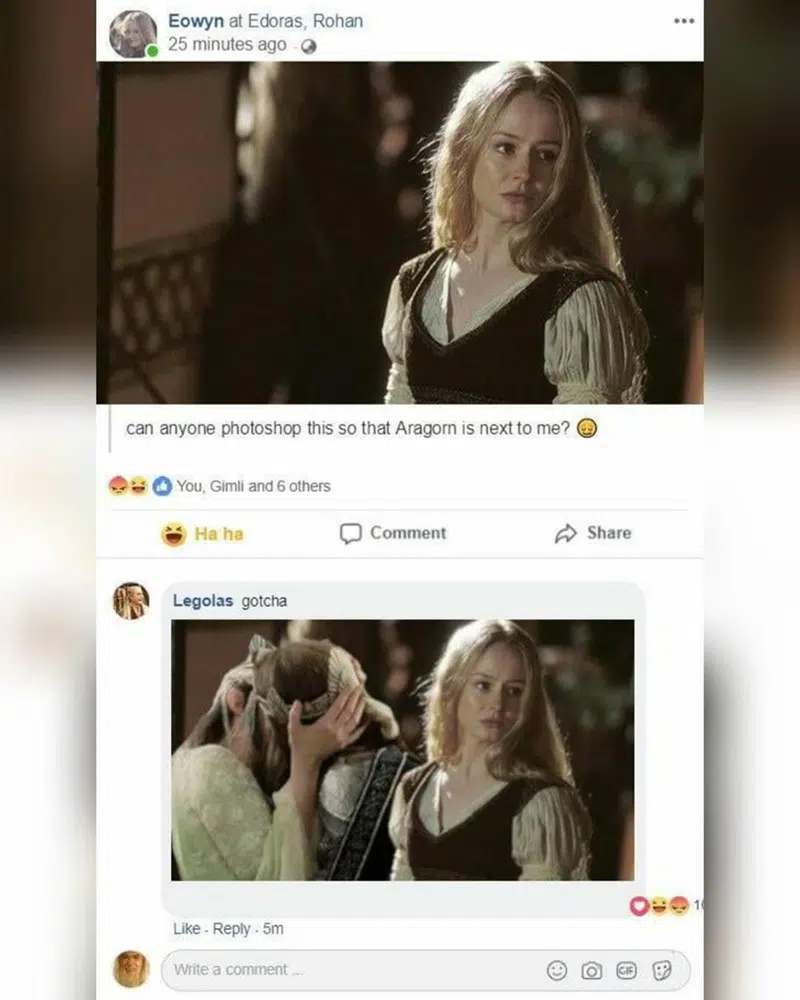 Eowyn at Edoras, Rohan
25 minutes ago
can anyone photoshop this so that Aragorn is next to me?
You, Gimli and 6 others
Ha ha
Comment
Share
Legolas gotcha
Like · Reply · 5m
Write a comment ...
GIF